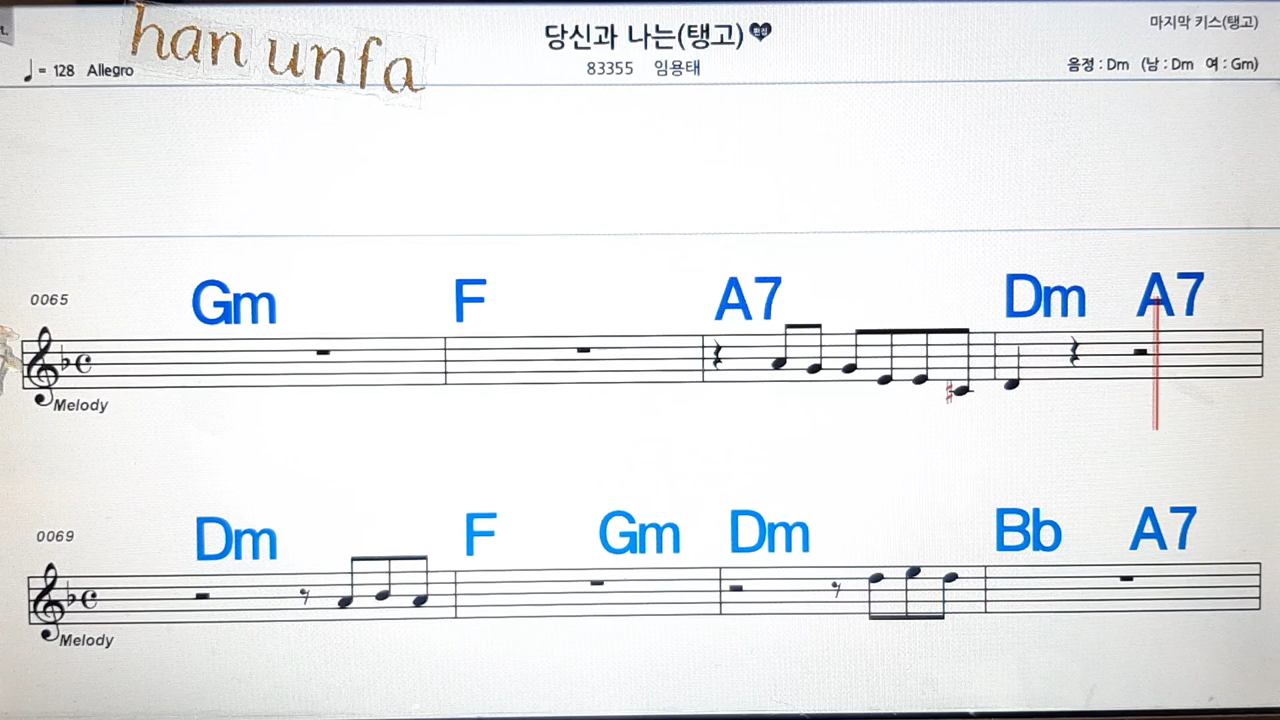 t.
han unfa
당신과 나는(탱고)
편집
마지막 키스(탱고)
♩ = 128 Allegro
83355 임용태
음정 : Dm (남 : Dm 여 : Gm)
0065 Gm F A7 Dm A7
Melody
0069 Dm F Gm Dm Bb A7
Melody